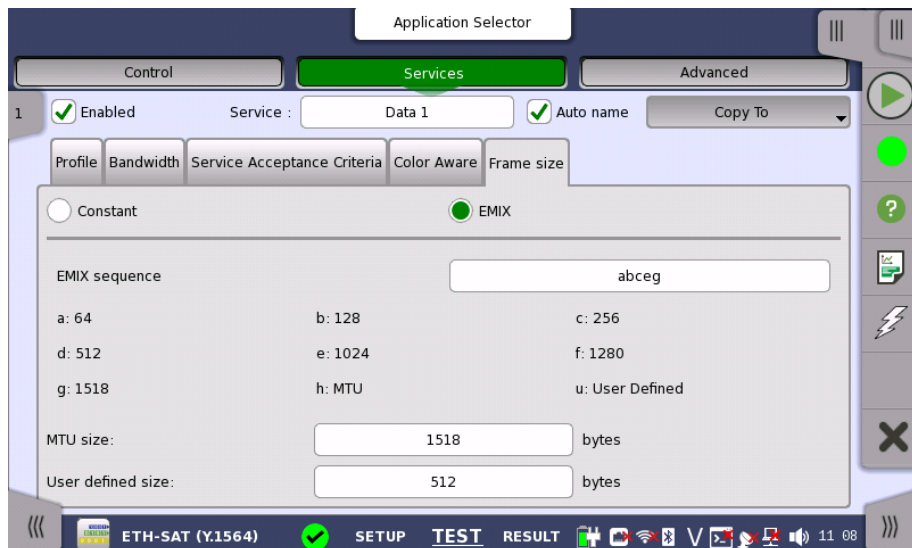 Application Selector
Control
Services
Advanced
1
Enabled
Service :
Data 1
Auto name
Copy To
Profile
Bandwidth
Service Acceptance Criteria
Color Aware
Frame size
Constant
EMIX
EMIX sequence
abceg
a: 64
b: 128
c: 256
d: 512
e: 1024
f: 1280
g: 1518
h: MTU
u: User Defined
MTU size:
1518
bytes
User defined size:
512
bytes
ETH-SAT (Y.1564)
SETUP
TEST
RESULT
V
11 08